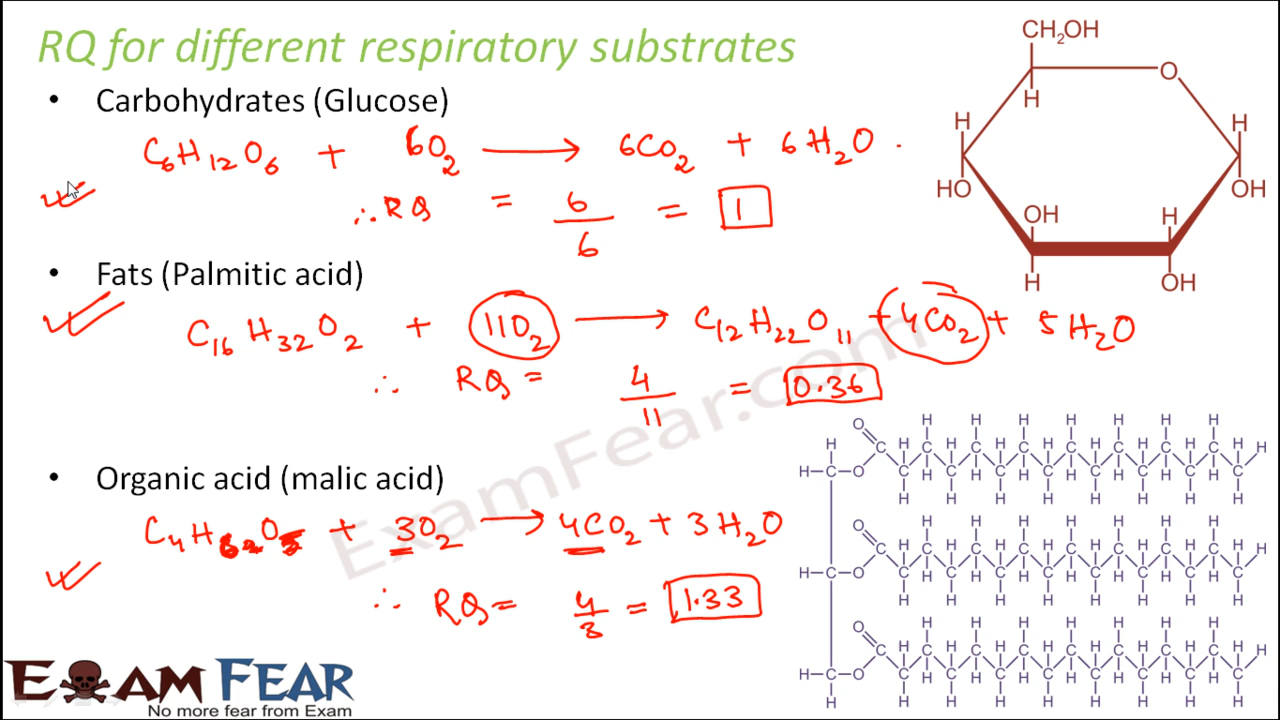 RQ for different respiratory substrates
• Carbohydrates (Glucose)
C₆H₁₂O₆ + 6O₂ ⟶ 6CO₂ + 6H₂O.
∴ RQ = 6/6 = 1
• Fats (Palmitic acid)
C₁₆H₃₂O₂ + 11O₂ ⟶ C₁₂H₂₂O₁₁ + 4CO₂ + 5H₂O
∴ RQ = 4/11 = 0.36
• Organic acid (malic acid)
C₄H₆O₅ + 3O₂ ⟶ 4CO₂ + 3H₂O
∴ RQ = 4/3 = 1.33
CH₂OH
O
H
H
H
HO
OH
OH
H
H
OH
ExamFear.com
EXAM FEAR
No more fear from Exam